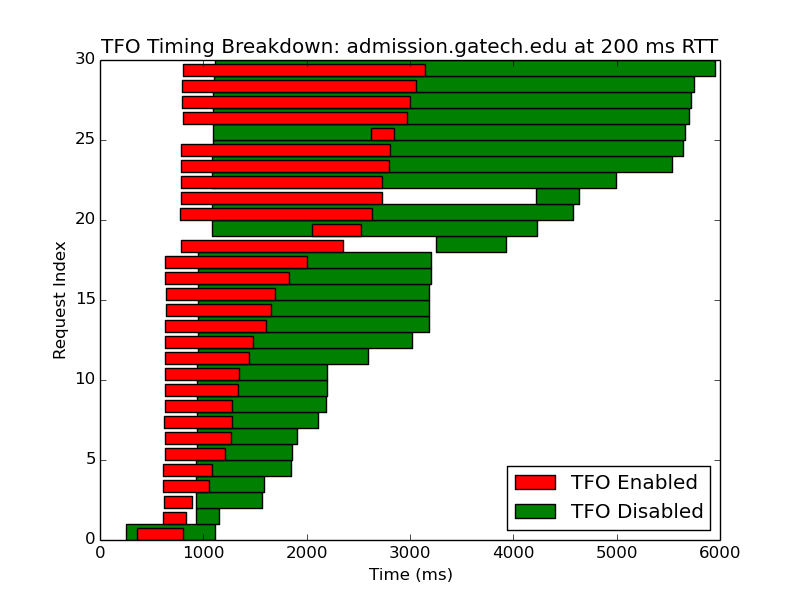 TFO Timing Breakdown: admission.gatech.edu at 200 ms RTT
30
25
20
15
10
5
0
Request Index
TFO Enabled
TFO Disabled
0 1000 2000 3000 4000 5000 6000
Time (ms)